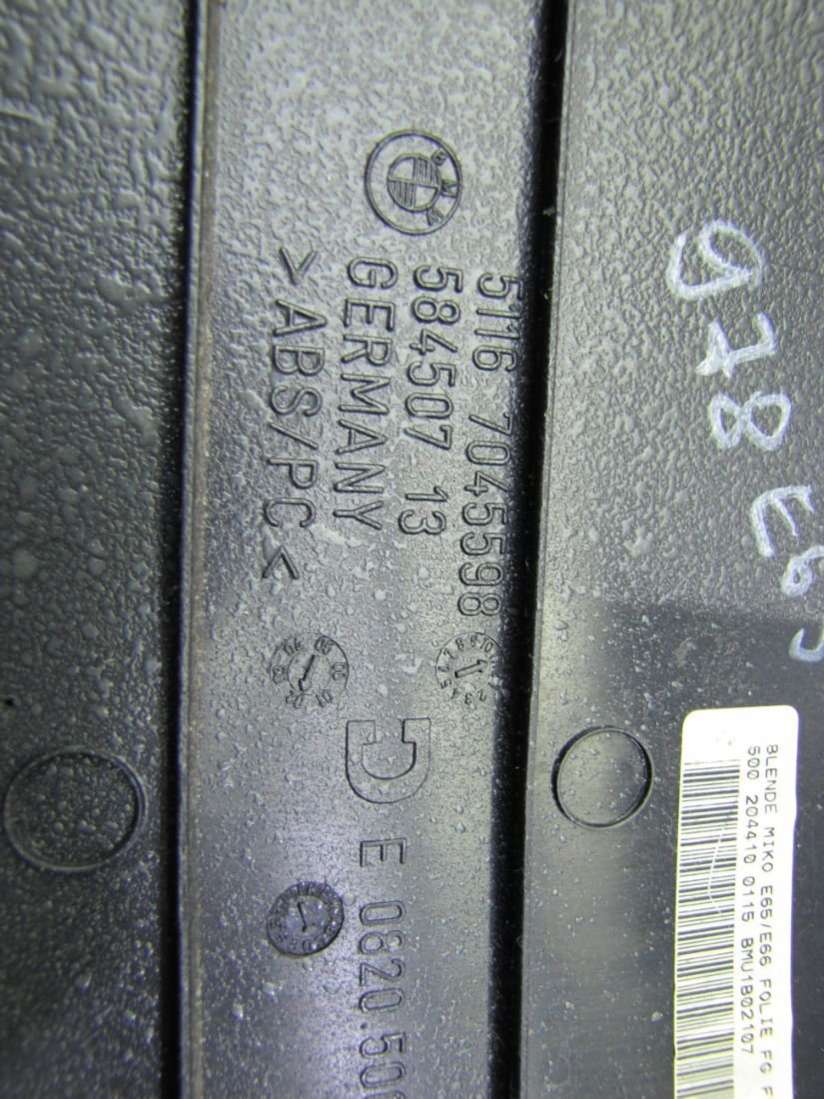 5116 7045598
584507 13
GERMANY
>ABS/PC<
E 0820.50
978 E65
BLENDE MIKO E65/E66 FOLIE FG F
500 204410 0115 BMU1B02107